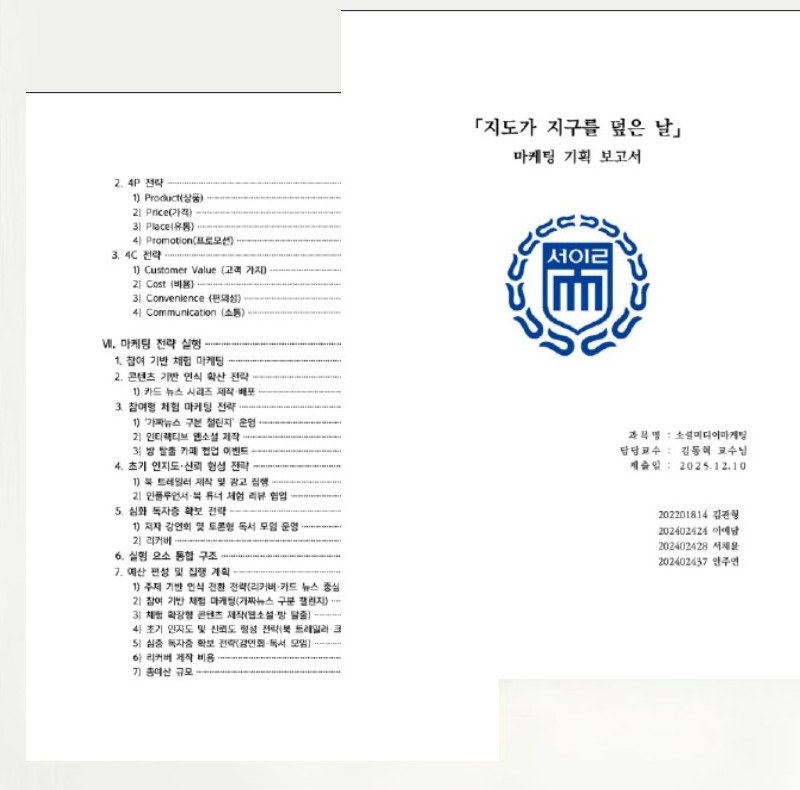 2. 4P 전략
1) Product(상품)
2) Price(가격)
3) Place(유통)
4) Promotion(프로모션)
3. 4C 전략
1) Customer Value (고객 가치)
2) Cost (비용)
3) Convenience (편의성)
4) Communication (소통)
Ⅶ. 마케팅 전략 실행
1. 참여 기반 체험 마케팅
2. 콘텐츠 기반 인식 확산 전략
1) 카드 뉴스 시리즈 제작·배포
3. 참여형 체험 마케팅 전략
1) '가짜뉴스 구분 챌린지' 운영
2) 인터랙티브 웹소설 제작
3) 방 탈출 카페 협업 이벤트
4. 초기 인지도·신뢰 형성 전략
1) 북 트레일러 제작 및 광고 집행
2) 인플루언서·북 튜너 체험 리뷰 협업
5. 심화 독자층 확보 전략
1) 저자 강연회 및 토론형 독서 모임 운영
2) 리커버
6. 실행 요소 통합 구조
7. 예산 편성 및 집행 계획
1) 주제 기반 인식 전환 전략(리커버·카드 뉴스 중심
2) 참여 기반 체험 마케팅(가짜뉴스 구분 챌린지)
3) 체험 확장형 콘텐츠 제작(웹소설·방 탈출)
4) 초기 인지도 및 신뢰도 형성 전략(북 트레일러·크
5) 심층 독자층 확보 전략(강연회·독서 모임)
6) 리커버 제작 비용
7) 총예산 규모
「지도가 지구를 덮은 날」
마케팅 기획 보고서
서이라
과목명 : 소셜미디어마케팅
담당교수 : 김동혁 교수님
제출일 : 2025.12.10
202201814 김관형
202402424 이예담
202402428 서채윤
202402437 안주연